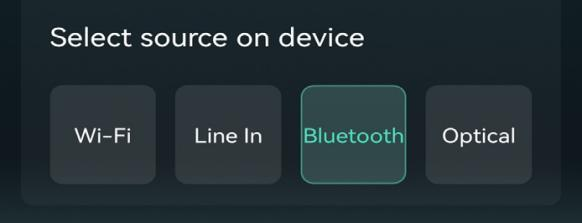 Select source on device
Wi-Fi Line In Bluetooth Optical